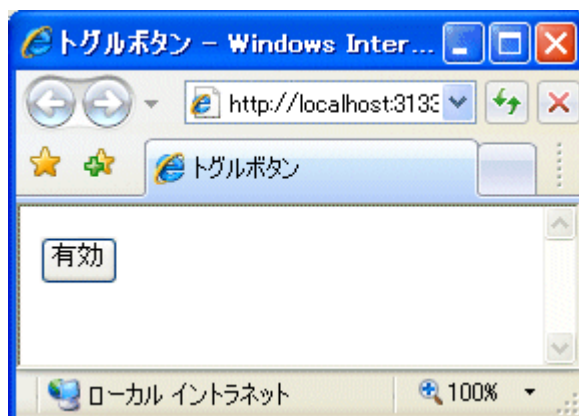 トグルボタン - Windows Inter...
http://localhost:3133
トグルボタン
有効
ローカル イントラネット
100%